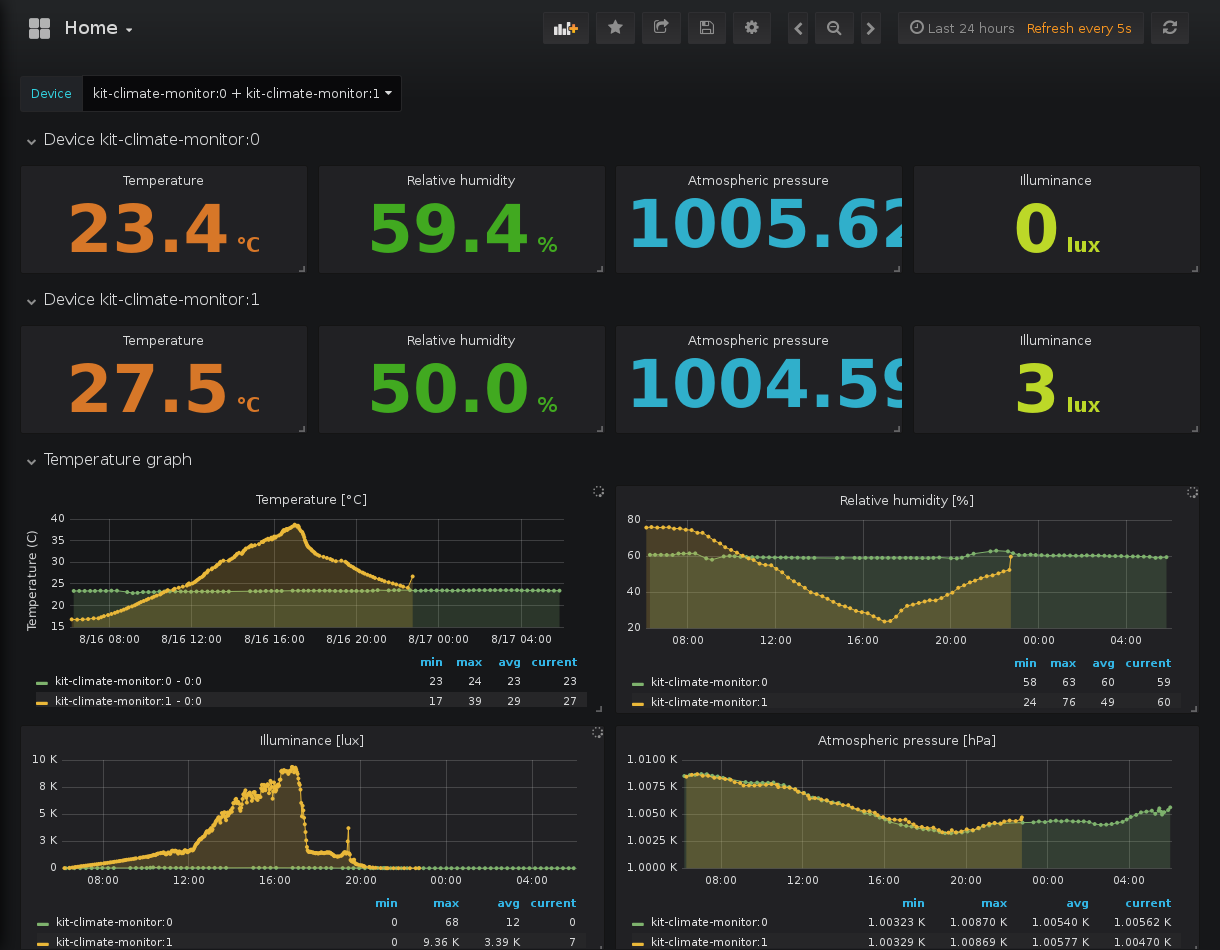 Home
Last 24 hours Refresh every 5s
Device kit-climate-monitor:0 + kit-climate-monitor:1
Device kit-climate-monitor:0
Temperature Relative humidity Atmospheric pressure Illuminance
23.4 °C 59.4 % 1005.62 0 lux
Device kit-climate-monitor:1
Temperature Relative humidity Atmospheric pressure Illuminance
27.5 °C 50.0 % 1004.59 3 lux
Temperature graph
Temperature [°C]
Temperature (C)
40
35
30
25
20
15
8/16 08:00 8/16 12:00 8/16 16:00 8/16 20:00 8/17 00:00 8/17 04:00
min max avg current
kit-climate-monitor:0 - 0:0 23 24 23 23
kit-climate-monitor:1 - 0:0 17 39 29 27
Relative humidity [%]
80
60
40
20
08:00 12:00 16:00 20:00 00:00 04:00
min max avg current
kit-climate-monitor:0 58 63 60 59
kit-climate-monitor:1 24 76 49 60
Illuminance [lux]
10 K
8 K
5 K
3 K
0
08:00 12:00 16:00 20:00 00:00 04:00
min max avg current
kit-climate-monitor:0 0 68 12 0
kit-climate-monitor:1 0 9.36 K 3.39 K 7
Atmospheric pressure [hPa]
1.0100 K
1.0075 K
1.0050 K
1.0025 K
1.0000 K
08:00 12:00 16:00 20:00 00:00 04:00
min max avg current
kit-climate-monitor:0 1.00323 K 1.00870 K 1.00540 K 1.00562 K
kit-climate-monitor:1 1.00329 K 1.00869 K 1.00577 K 1.00470 K